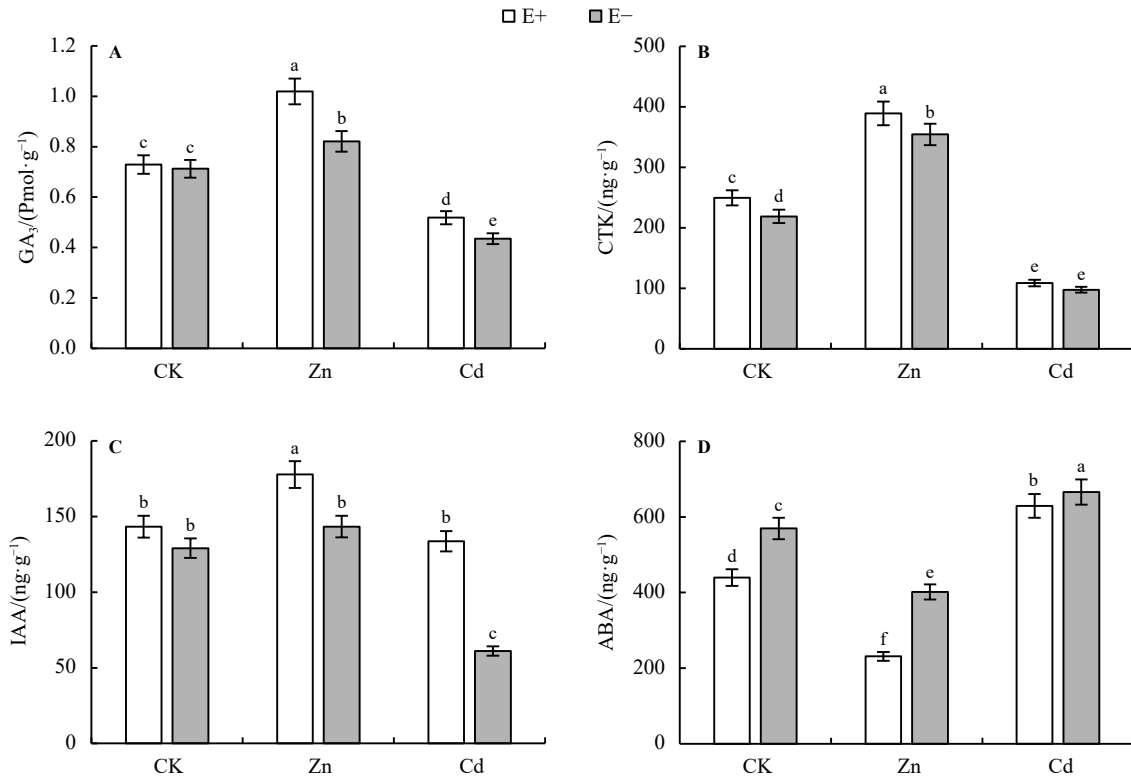 E+ E−
A
GA₃/(Pmol·g⁻¹)
1.2
1.0
0.8
0.6
0.4
0.2
0.0
c c a b d e
CK Zn Cd
B
CTK/(ng·g⁻¹)
500
400
300
200
100
0
c d a b e e
CK Zn Cd
C
IAA/(ng·g⁻¹)
200
150
100
50
0
b b a b b c
CK Zn Cd
D
ABA/(ng·g⁻¹)
800
600
400
200
0
d c f e b a
CK Zn Cd